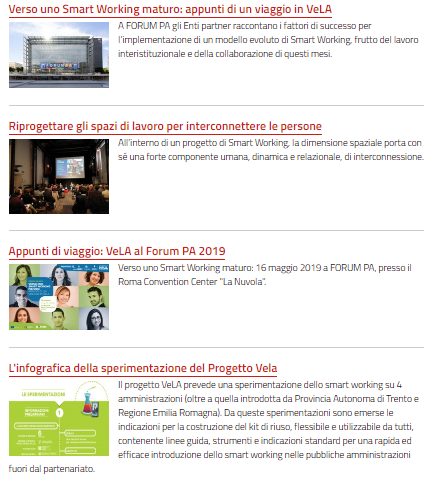 Verso uno Smart Working maturo: appunti di un viaggio in VeLA
A FORUM PA gli Enti partner raccontano i fattori di successo per
l'implementazione di un modello evoluto di Smart Working, frutto del lavoro
interistituzionale e della collaborazione di questi mesi.
Riprogettare gli spazi di lavoro per interconnettere le persone
All'interno di un progetto di Smart Working, la dimensione spaziale porta con
sé una forte componente umana, dinamica e relazionale, di interconnessione.
Appunti di viaggio: VeLA al Forum PA 2019
Verso uno Smart Working maturo: 16 maggio 2019 a FORUM PA, presso il
Roma Convention Center "La Nuvola".
L'infografica della sperimentazione del Progetto Vela
LE SPERIMENTAZIONI
1
Il progetto VeLA prevede una sperimentazione dello smart working su 4
amministrazioni (oltre a quella introdotta da Provincia Autonoma di Trento e
Regione Emilia Romagna). Da queste sperimentazioni sono emerse le
indicazioni per la costruzione del kit di riuso, flessibile e utilizzabile da tutti,
contenente linee guida, strumenti e indicazioni standard per una rapida ed
efficace introduzione dello smart working nelle pubbliche amministrazioni
fuori dal partenariato.